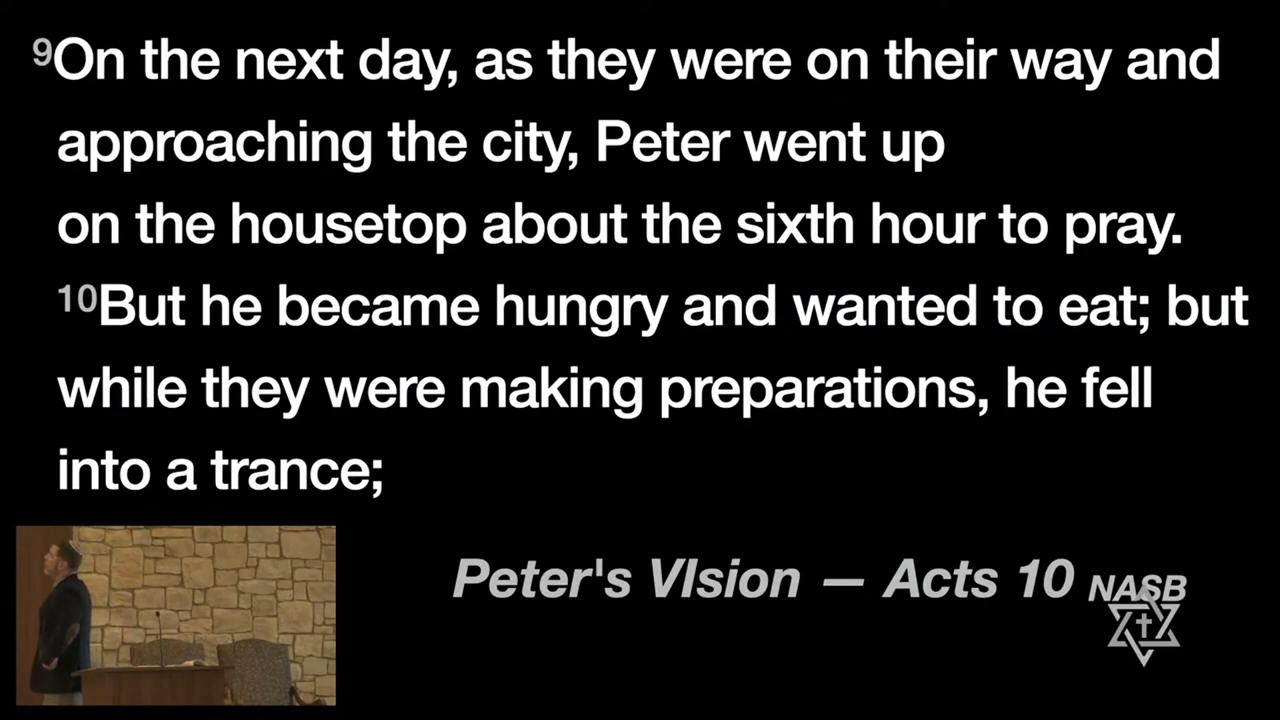 9On the next day, as they were on their way and
approaching the city, Peter went up
on the housetop about the sixth hour to pray.
10But he became hungry and wanted to eat; but
while they were making preparations, he fell
into a trance;
Peter's VIsion — Acts 10 NASB